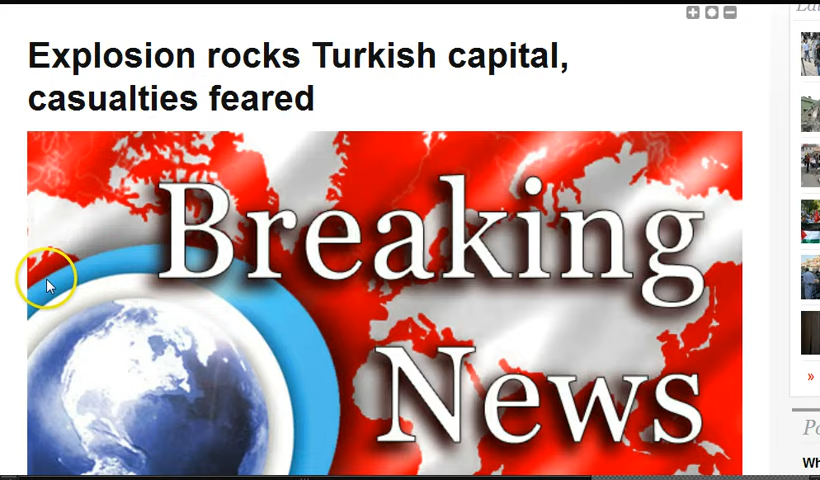 Explosion rocks Turkish capital,
casualties feared
Breaking
News
»